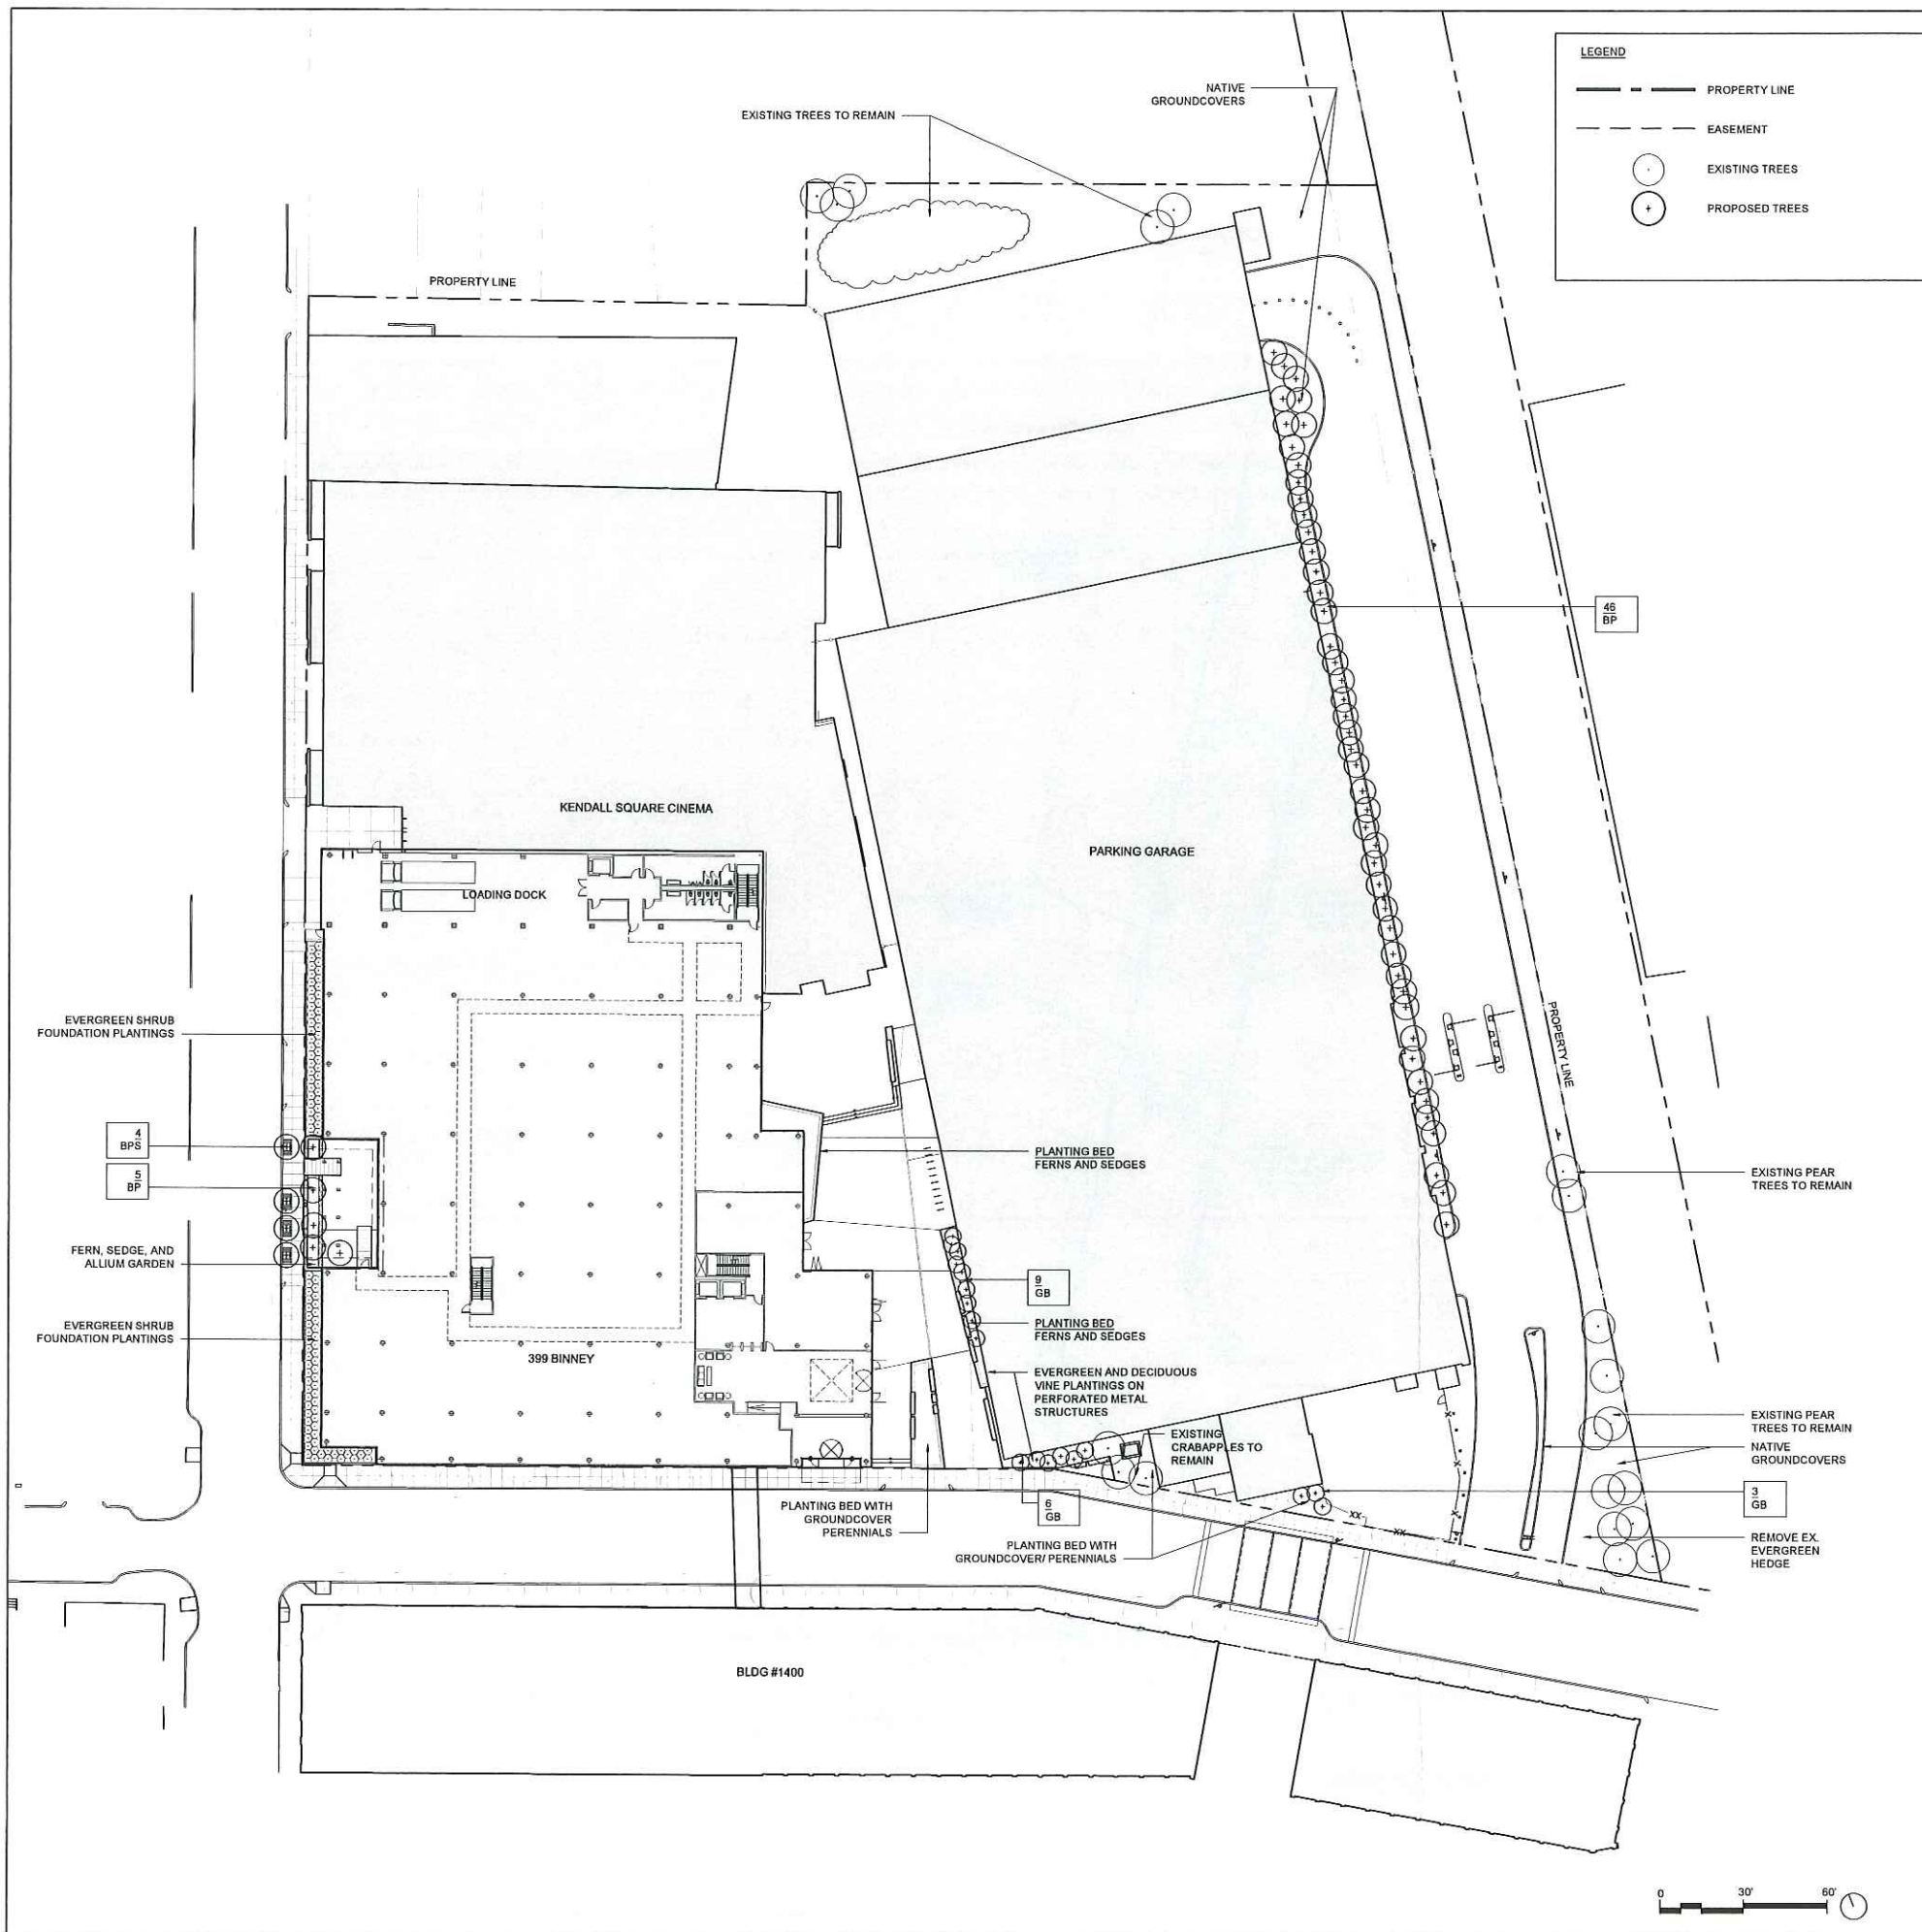 LEGEND
PROPERTY LINE
EASEMENT
EXISTING TREES
PROPOSED TREES
NATIVE
GROUNDCOVERS
EXISTING TREES TO REMAIN
PROPERTY LINE
46
BP
KENDALL SQUARE CINEMA
PARKING GARAGE
LOADING DOCK
EVERGREEN SHRUB
FOUNDATION PLANTINGS
PROPERTY LINE
4
BPS
5
BP
PLANTING BED
FERNS AND SEDGES
EXISTING PEAR
TREES TO REMAIN
FERN, SEDGE, AND
ALLIUM GARDEN
9
GB
PLANTING BED
FERNS AND SEDGES
EVERGREEN SHRUB
FOUNDATION PLANTINGS
399 BINNEY
EVERGREEN AND DECIDUOUS
VINE PLANTINGS ON
PERFORATED METAL
STRUCTURES
EXISTING
CRABAPPLES TO
REMAIN
EXISTING PEAR
TREES TO REMAIN
NATIVE
GROUNDCOVERS
3
GB
6
GB
PLANTING BED WITH
GROUNDCOVER
PERENNIALS
PLANTING BED WITH
GROUNDCOVER/ PERENNIALS
REMOVE EX.
EVERGREEN
HEDGE
BLDG #1400
0 30' 60'